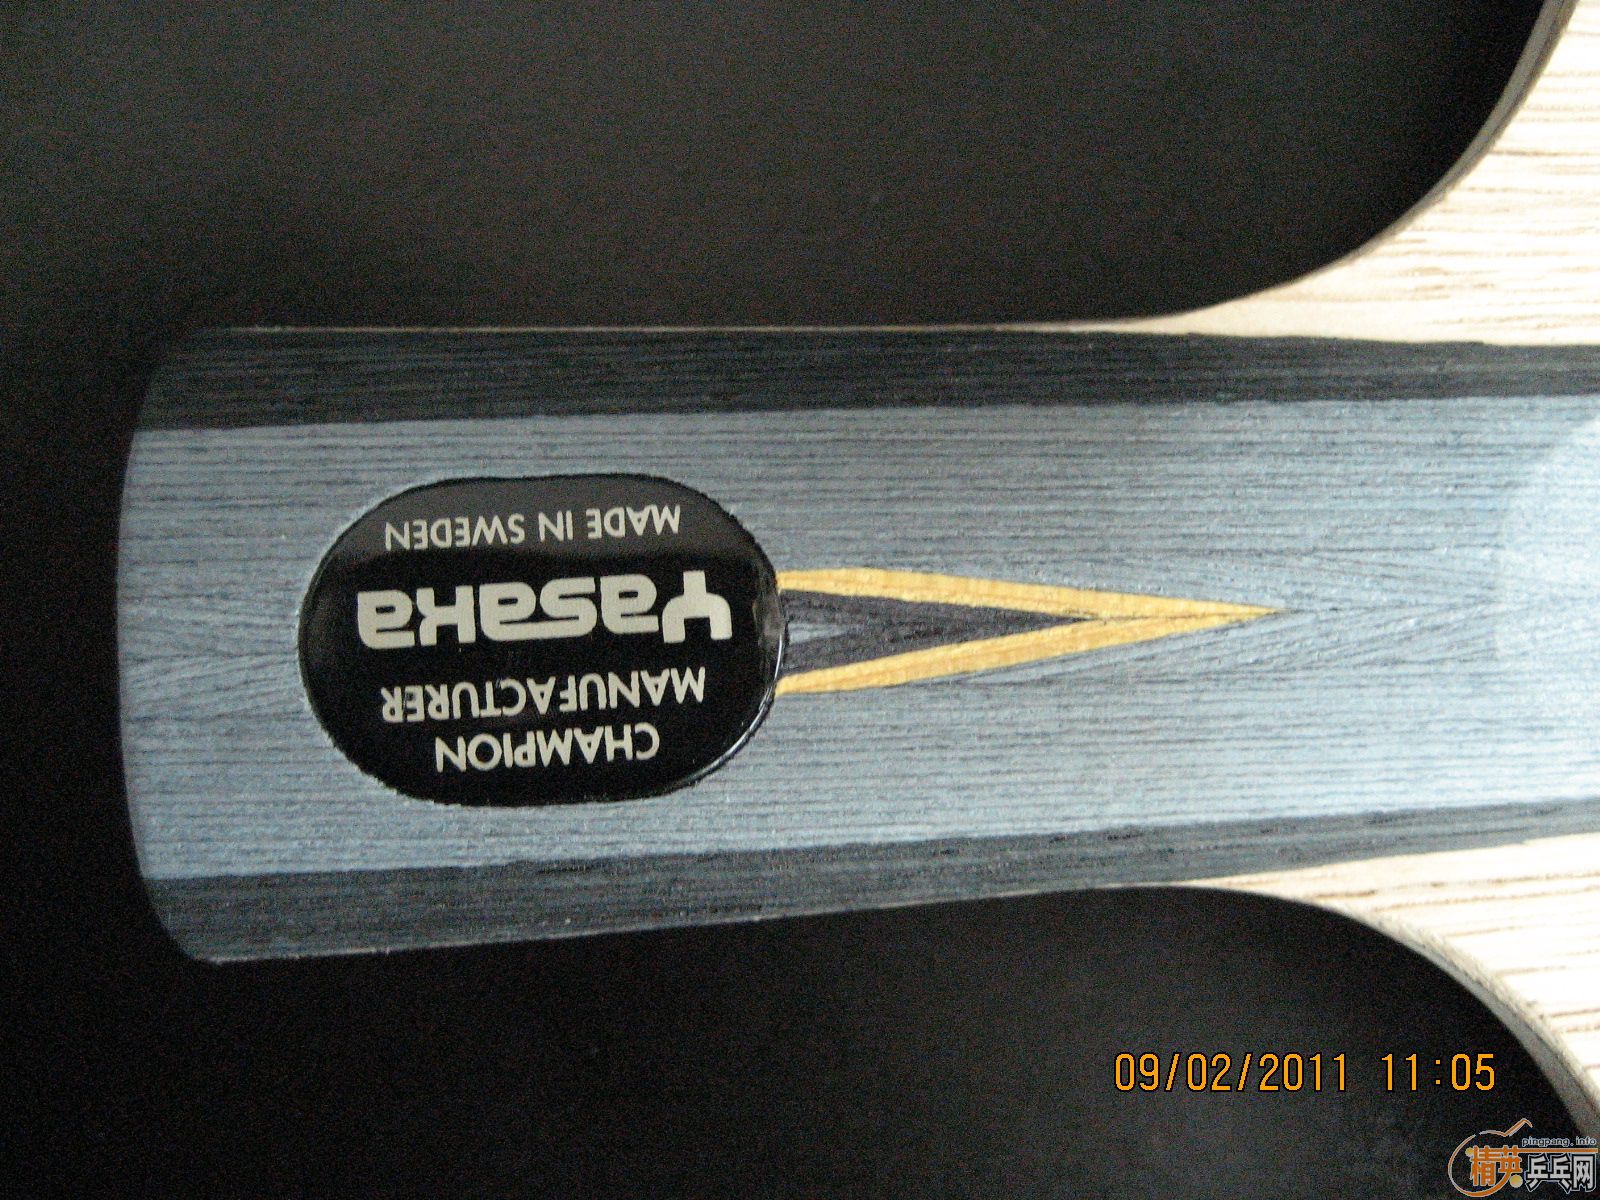 CHAMPION
MANUFACTURER
Yasaka
MADE IN SWEDEN
09/02/2011 11:05
pingpang.info
精英乒乓网